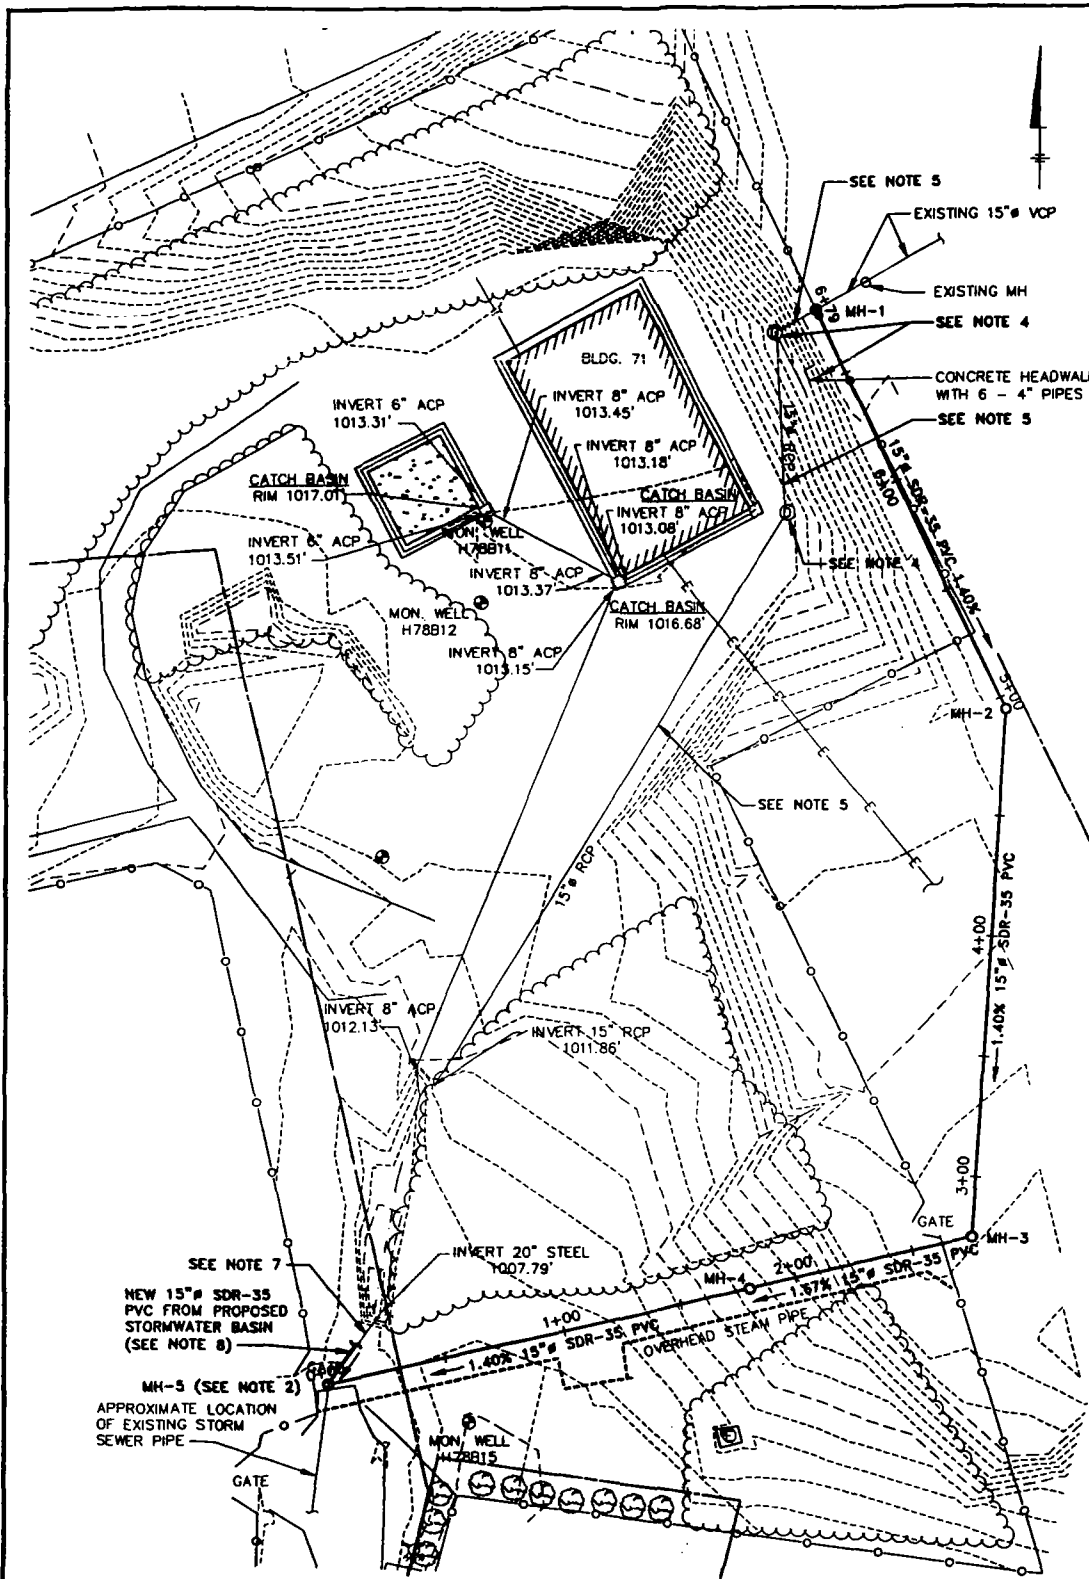 SEE NOTE 5
EXISTING 15"ø VCP
EXISTING MH
6+79
MH-1
SEE NOTE 4
BLDG. 71
CONCRETE HEADWALL
WITH 6 - 4" PIPES
INVERT 8" ACP
1013.45'
INVERT 6" ACP
1013.31'
15"ø RCP
SEE NOTE 5
INVERT 8" ACP
1013.18'
15"ø SDR-35 PVC 1.40%
6+00
CATCH BASIN
RIM 1017.01'
CATCH BASIN
INVERT 8" ACP
1013.08'
MON. WELL
H78B11
INVERT 6" ACP
1013.51'
SEE NOTE 4
INVERT 8" ACP
1013.37'
MON. WELL
H78B12
CATCH BASIN
RIM 1016.68'
INVERT 8" ACP
1013.15'
5+00
MH-2
SEE NOTE 5
15"ø RCP
4+00
1.40% 15"ø SDR-35 PVC
INVERT 8" ACP
1012.13'
INVERT 15" RCP
1011.86'
3+00
GATE
MH-3
INVERT 20" STEEL
1007.79'
SEE NOTE 7
MH-4
2+00
1.67% 15"ø SDR-35 PVC
NEW 15"ø SDR-35
PVC FROM PROPOSED
STORMWATER BASIN
(SEE NOTE 8)
1+00
1.40% 15"ø SDR-35 PVC
OVERHEAD STEAM PIPE
MH-5 (SEE NOTE 2)
APPROXIMATE LOCATION
OF EXISTING STORM
SEWER PIPE
MON. WELL
H78B15
GATE